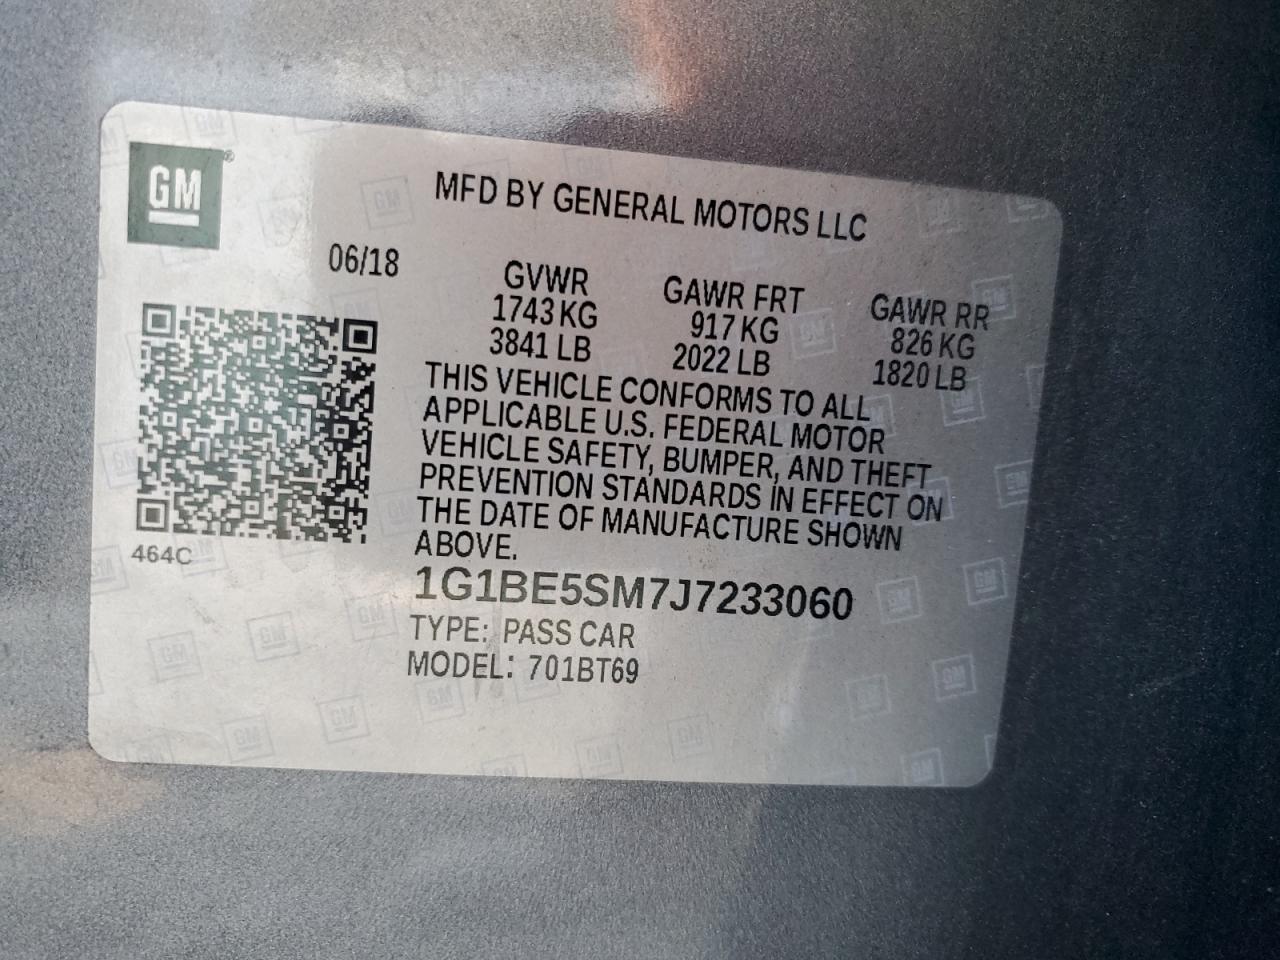 GM®
MFD BY GENERAL MOTORS LLC
06/18
GVWR GAWR FRT GAWR RR
1743 KG 917 KG 826 KG
3841 LB 2022 LB 1820 LB
THIS VEHICLE CONFORMS TO ALL
APPLICABLE U.S. FEDERAL MOTOR
VEHICLE SAFETY, BUMPER, AND THEFT
PREVENTION STANDARDS IN EFFECT ON
THE DATE OF MANUFACTURE SHOWN
ABOVE.
464C
1G1BE5SM7J7233060
TYPE: PASS CAR
MODEL: 701BT69